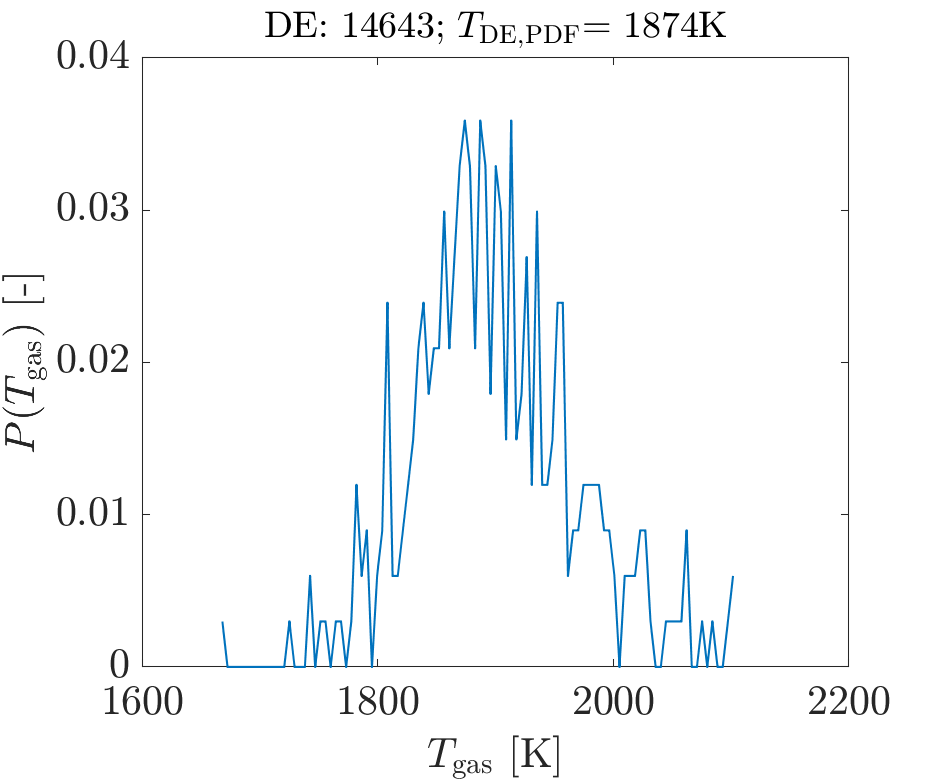 DE: 14643; T_DE,PDF= 1874K
0.04
0.03
0.02
0.01
0
P(T_gas) [-]
1600 1800 2000 2200
T_gas [K]